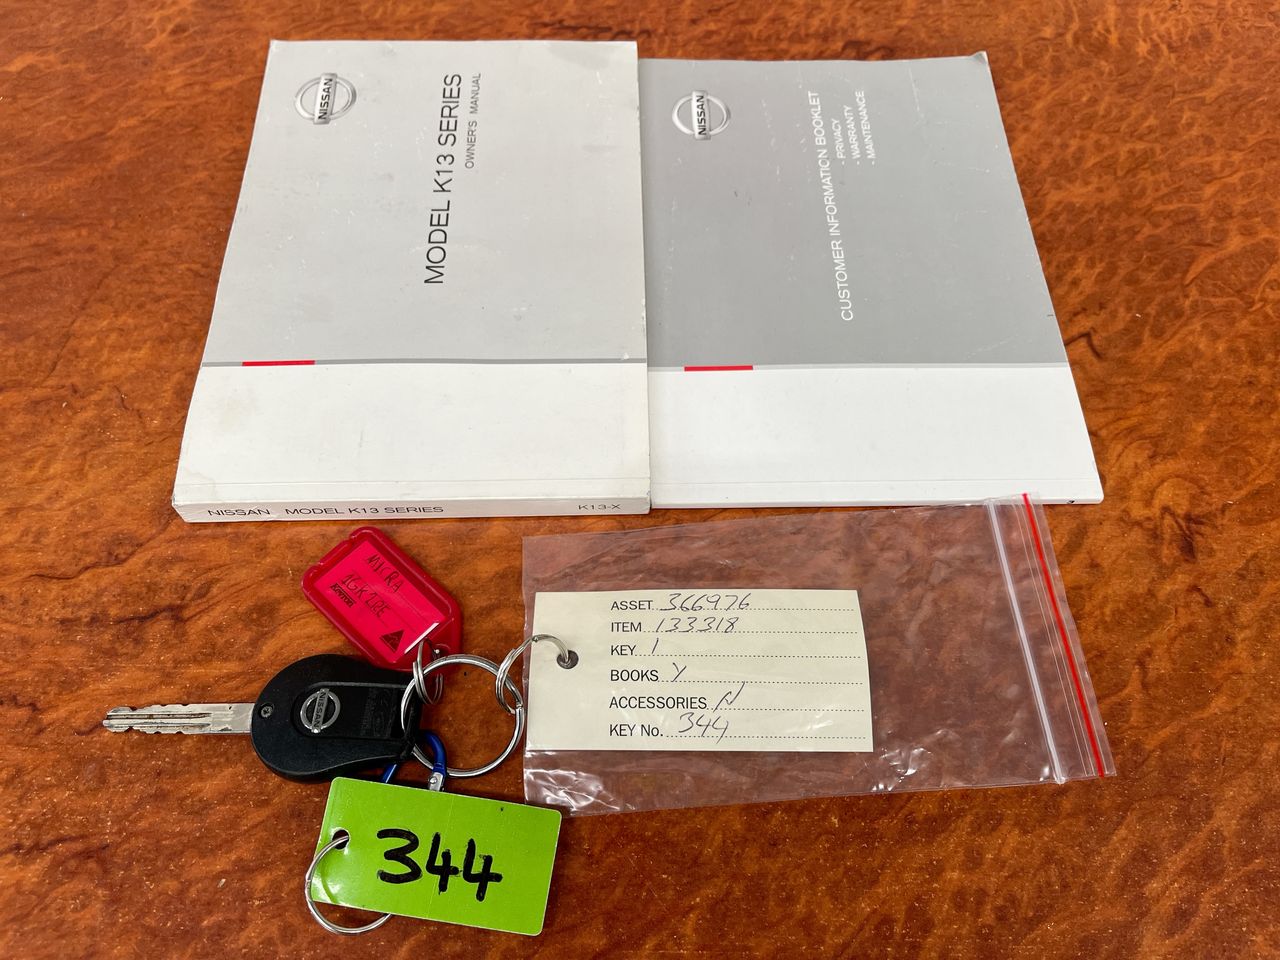 NISSAN
MODEL K13 SERIES
OWNER'S MANUAL
NISSAN MODEL K13 SERIES K13-X
NISSAN
CUSTOMER INFORMATION BOOKLET
- PRIVACY
- WARRANTY
- MAINTENANCE
MICRA
KEVRON
NISSAN
ASSET 366976
ITEM 133318
KEY 1
BOOKS Y
ACCESSORIES N
KEY No. 344
344